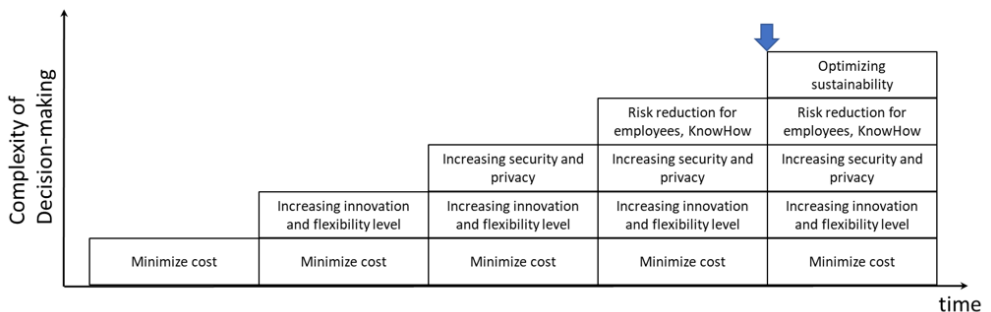 Complexity of
Decision-making
Optimizing
sustainability
Risk reduction for
employees, KnowHow
Risk reduction for
employees, KnowHow
Increasing security and
privacy
Increasing security and
privacy
Increasing security and
privacy
Increasing innovation
and flexibility level
Increasing innovation
and flexibility level
Increasing innovation
and flexibility level
Increasing innovation
and flexibility level
Minimize cost
Minimize cost
Minimize cost
Minimize cost
Minimize cost
time